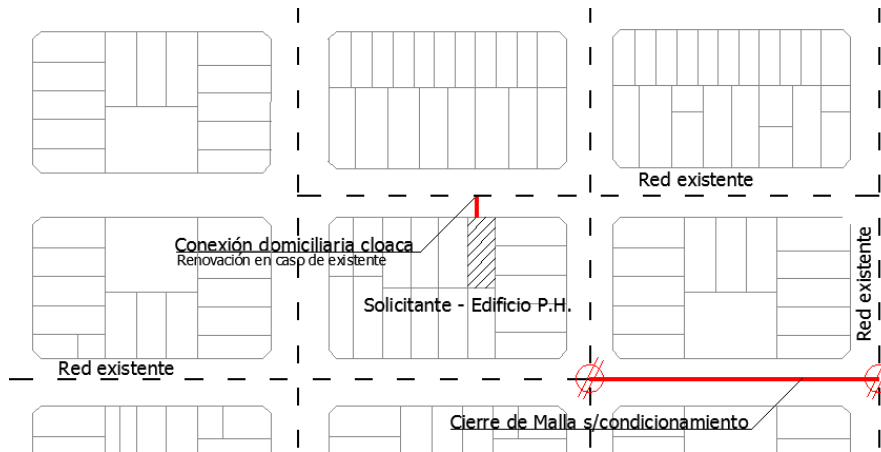 Red existente
Conexión domiciliaria cloaca
Renovación en caso de existente
Red existente
Solicitante - Edificio P.H.
Red existente
Cierre de Malla s/condicionamiento